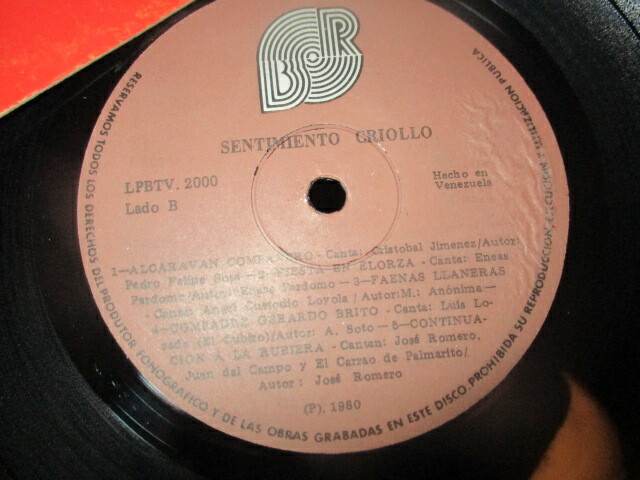 BR
SENTIMIENTO CRIOLLO
LPBTV. 2000
Lado B
Hecho en
Venezuela
1—ALCARAVAN COMPAÑERO - Canta: Cristobal Jimenez/Autor:
Pedro Felipe Sosa — 2—FIESTA EN ELORZA — Canta: Eneas
Perdomo/Autor: Eneas Perdomo — 3—FAENAS LLANERAS
Canta: Angel Custodio Loyola / Autor: M.: Anónima —
4—COMPADRE GERARDO BRITO - Canta: Luis Lo-
zada (El Cubiro)/Autor: A. Soto — 5—CONTINUA-
CION A LA RUBIERA - Cantan: José Romero,
Juan del Campo y El Carrao de Palmarito/
Autor: José Romero
(P). 1980
RESERVAMOS TODOS LOS DERECHOS DEL PRODUTOR FONOGRAFICO Y DE LAS OBRAS GRABADAS EN ESTE DISCO. PROHIBIDA SU REPRODUCCION, EJECUCION Y UTILIZACION PUBLICA